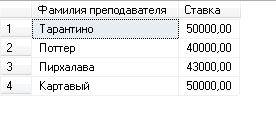 Фамилия преподавателя Ставка
1 Тарантино 50000,00
2 Поттер 40000,00
3 Пирхалава 43000,00
4 Картавый 50000,00